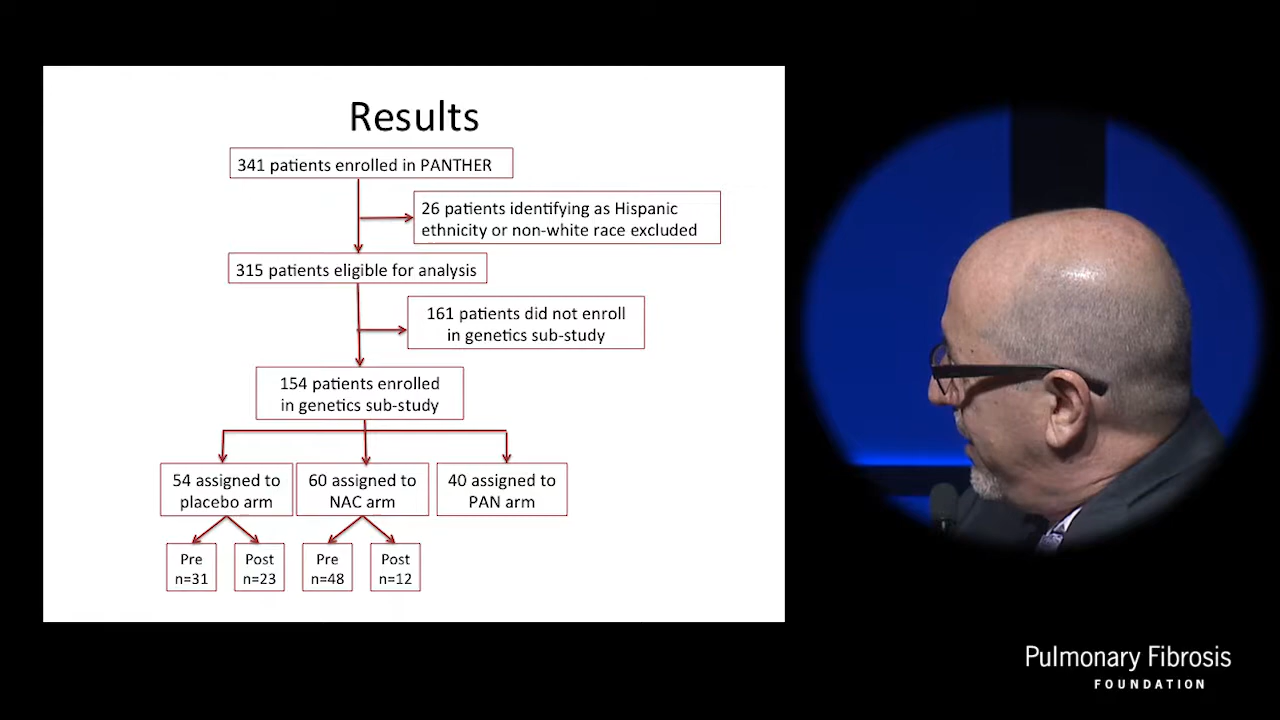 Results
341 patients enrolled in PANTHER
26 patients identifying as Hispanic
ethnicity or non-white race excluded
315 patients eligible for analysis
161 patients did not enroll
in genetics sub-study
154 patients enrolled
in genetics sub-study
54 assigned to
placebo arm
60 assigned to
NAC arm
40 assigned to
PAN arm
Pre
n=31
Post
n=23
Pre
n=48
Post
n=12
Pulmonary Fibrosis
FOUNDATION